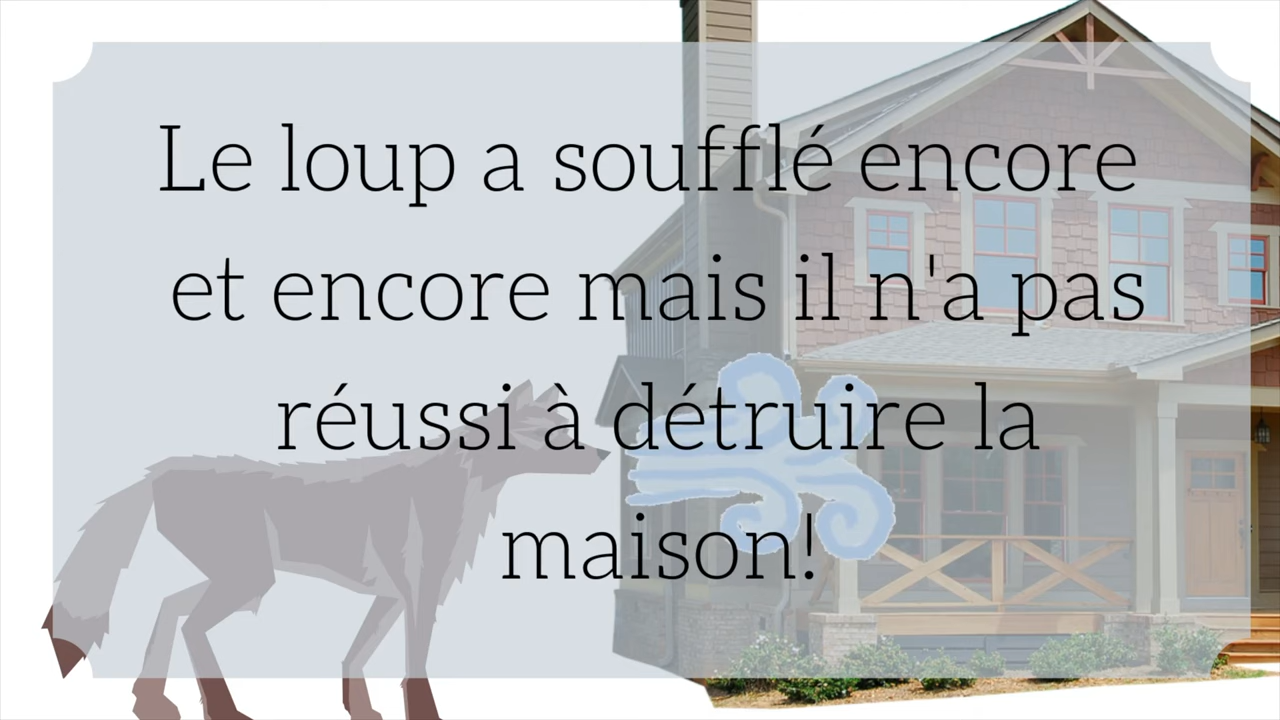 Le loup a soufflé encore
et encore mais il n'a pas
réussi à détruire la
maison!